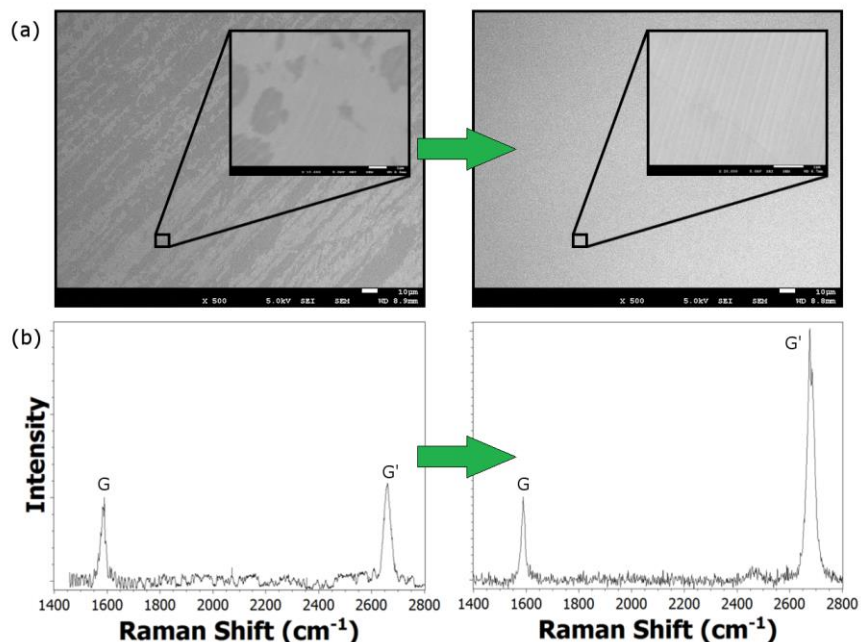 (a)
X 500 5.0kV SEI SEM WD 8.9mm
10µm
X 500 5.0kV SEI SEM WD 8.8mm
10µm
(b)
Intensity
G
G'
1400 1600 1800 2000 2200 2400 2600 2800
Raman Shift (cm⁻¹)
G
G'
1400 1600 1800 2000 2200 2400 2600 2800
Raman Shift (cm⁻¹)